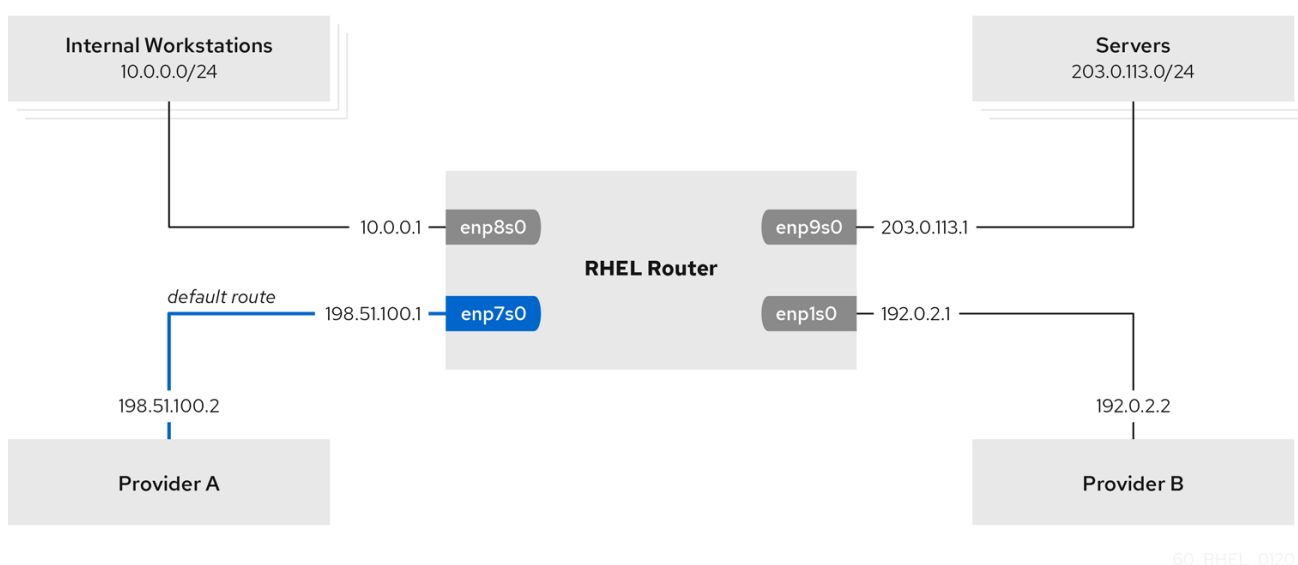 Internal Workstations
10.0.0.0/24
Servers
203.0.113.0/24
10.0.0.1
enp8s0
enp9s0
203.0.113.1
RHEL Router
default route
198.51.100.1
enp7s0
enp1s0
192.0.2.1
198.51.100.2
192.0.2.2
Provider A
Provider B
60_RHEL_0120